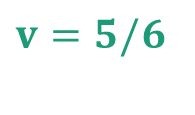 v = 5/6